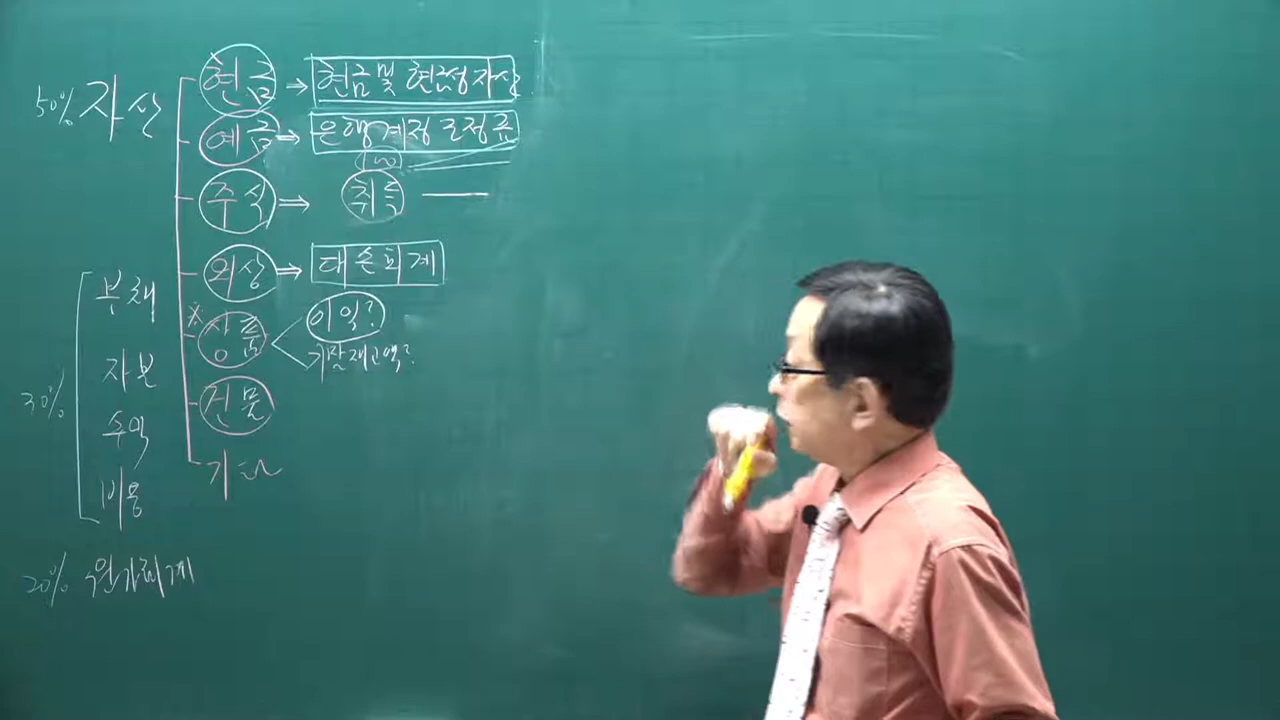 50% 자산
현금 ⇒ 현금및 현금성자산
예금 ⇒ 은행계정조정표
주식 ⇒ 취득 —
외상 ⇒ 대손회계
※ 상품 이익?
기말재고액?
건물
기타
30%
부채
자본
수익
비용
20% 원가회계